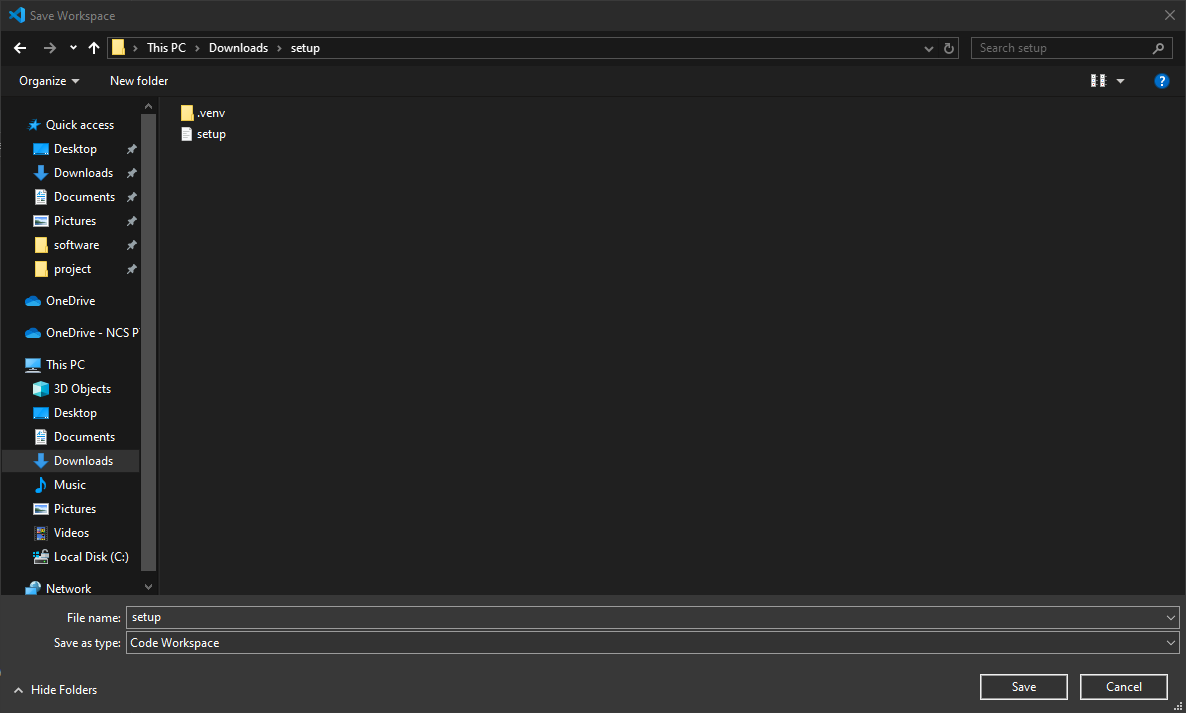 Save Workspace
This PC
Downloads
setup
Search setup
Organize
New folder
?
.venv
setup
Quick access
Desktop
Downloads
Documents
Pictures
software
project
OneDrive
OneDrive - NCS P
This PC
3D Objects
Desktop
Documents
Downloads
Music
Pictures
Videos
Local Disk (C:)
Network
File name: setup
Save as type: Code Workspace
Hide Folders
Save
Cancel